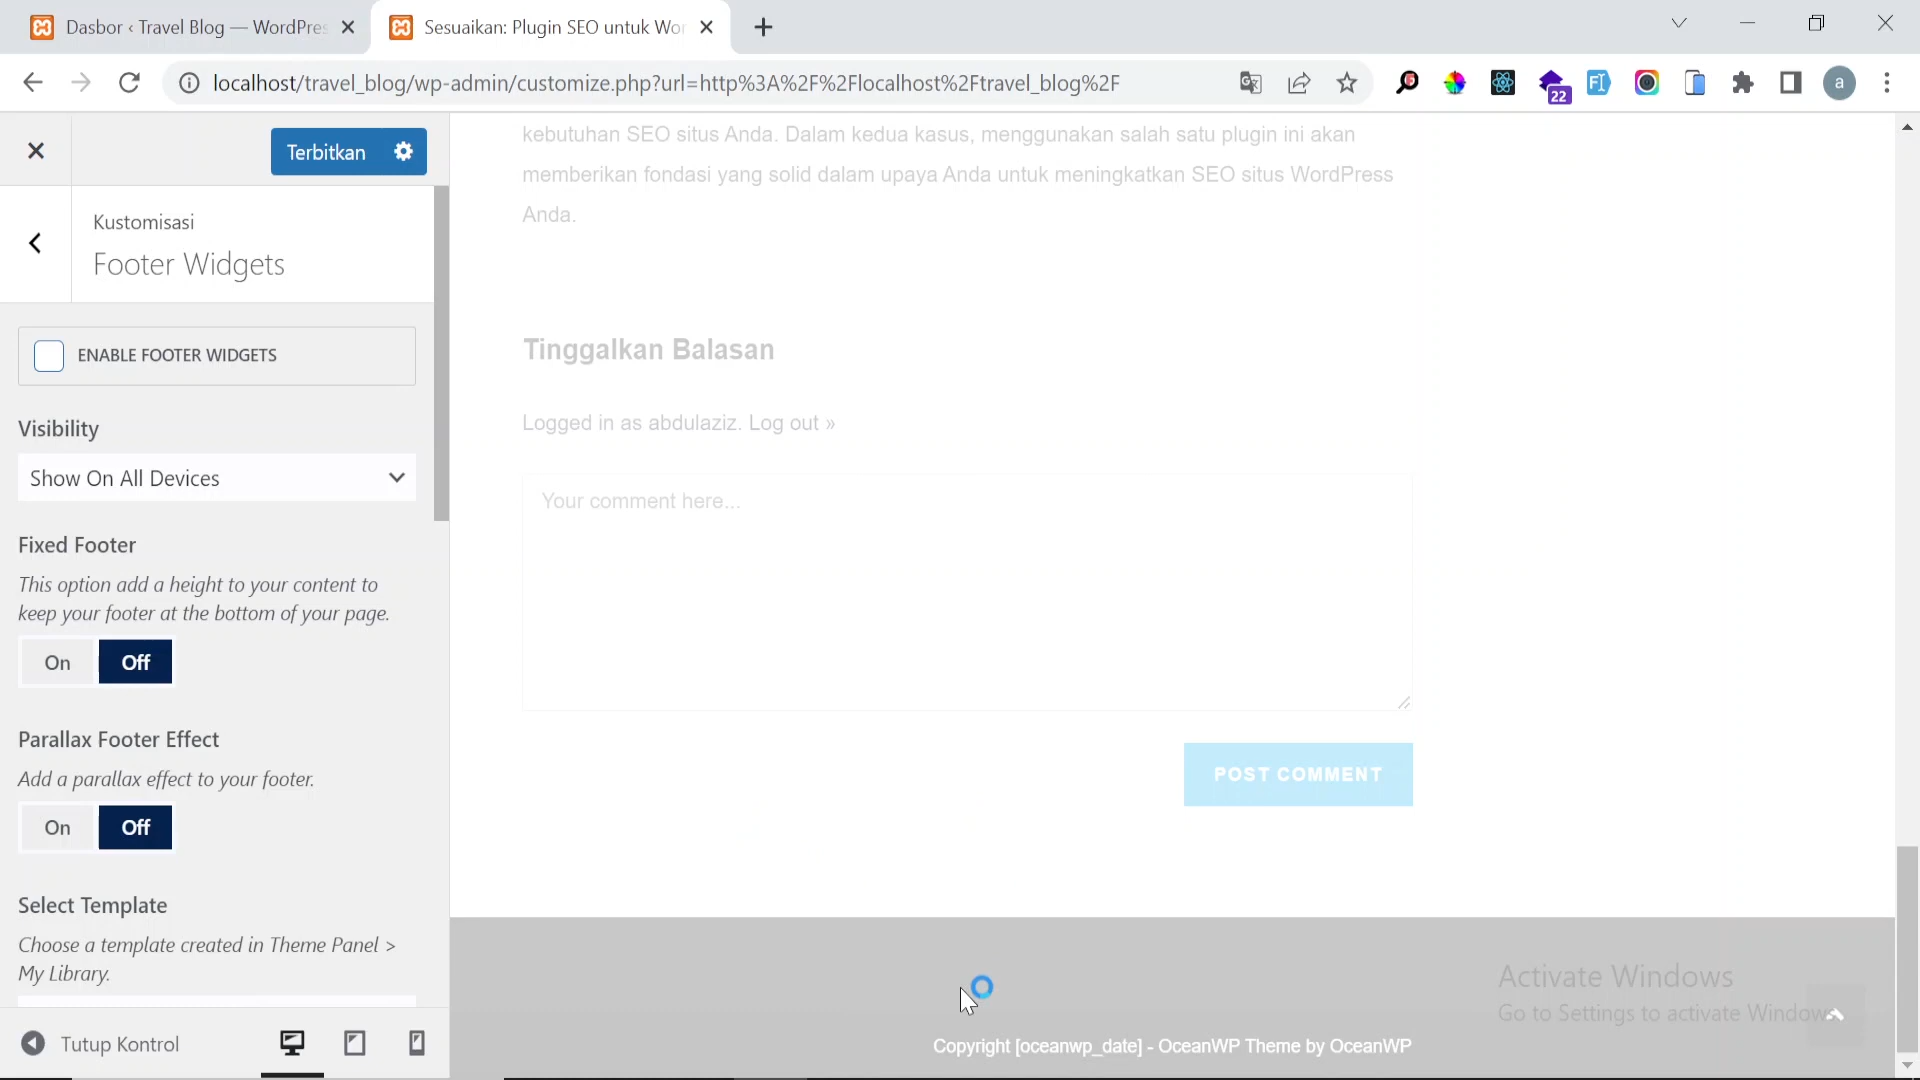 Dasbor ‹ Travel Blog — WordPres
Sesuaikan: Plugin SEO untuk Wor
localhost/travel_blog/wp-admin/customize.php?url=http%3A%2F%2Flocalhost%2Ftravel_blog%2F
22
a
Terbitkan
Kustomisasi
Footer Widgets
ENABLE FOOTER WIDGETS
Visibility
Show On All Devices
Fixed Footer
This option add a height to your content to
keep your footer at the bottom of your page.
On Off
Parallax Footer Effect
Add a parallax effect to your footer.
On Off
Select Template
Choose a template created in Theme Panel >
My Library.
Tutup Kontrol
kebutuhan SEO situs Anda. Dalam kedua kasus, menggunakan salah satu plugin ini akan
memberikan fondasi yang solid dalam upaya Anda untuk meningkatkan SEO situs WordPress
Anda.
Tinggalkan Balasan
Logged in as abdulaziz. Log out »
Your comment here...
POST COMMENT
Activate Windows
Go to Settings to activate Windows
Copyright [oceanwp_date] - OceanWP Theme by OceanWP